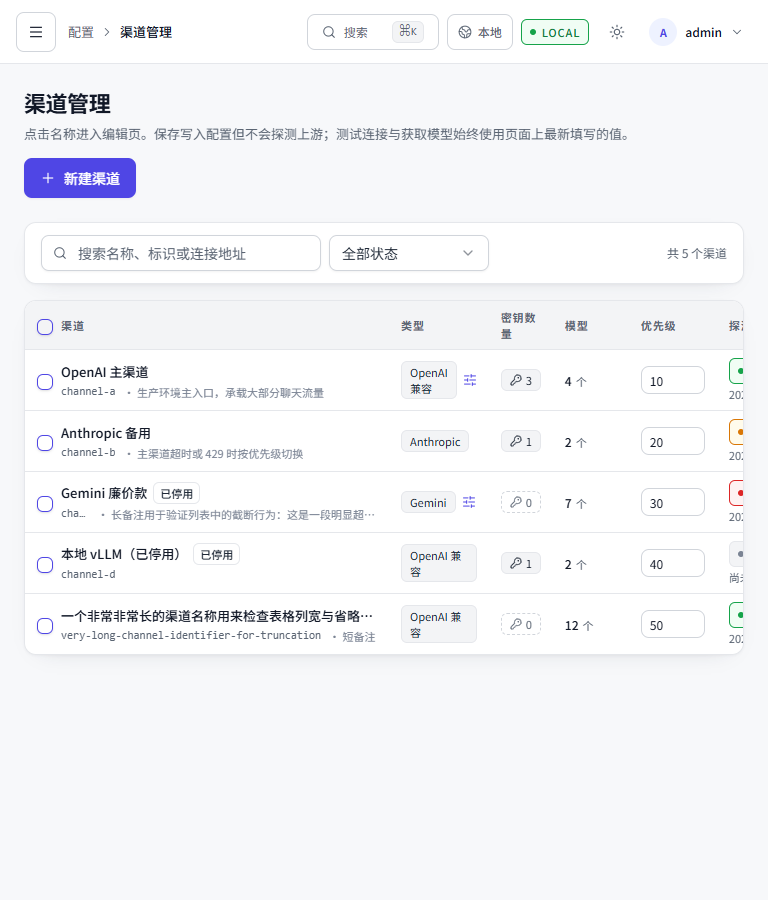 配置
渠道管理
搜索
⌘K
本地
LOCAL
A
admin
渠道管理
点击名称进入编辑页。保存写入配置但不会探测上游；测试连接与获取模型始终使用页面上最新填写的值。
新建渠道
搜索名称、标识或连接地址
全部状态
共 5 个渠道
渠道
类型
密钥数
量
模型
优先级
OpenAI 主渠道
channel-a • 生产环境主入口，承载大部分聊天流量
OpenAI
兼容
3
4 个
10
202
Anthropic 备用
channel-b • 主渠道超时或 429 时按优先级切换
Anthropic
1
2 个
20
202
Gemini 廉价款
已停用
cha… • 长备注用于验证列表中的截断行为：这是一段明显超…
Gemini
0
7 个
30
202
本地 vLLM（已停用）
已停用
channel-d
OpenAI 兼
容
1
2 个
40
尚
一个非常非常长的渠道名称用来检查表格列宽与省略…
very-long-channel-identifier-for-truncation • 短备注
OpenAI 兼
容
0
12 个
50
202